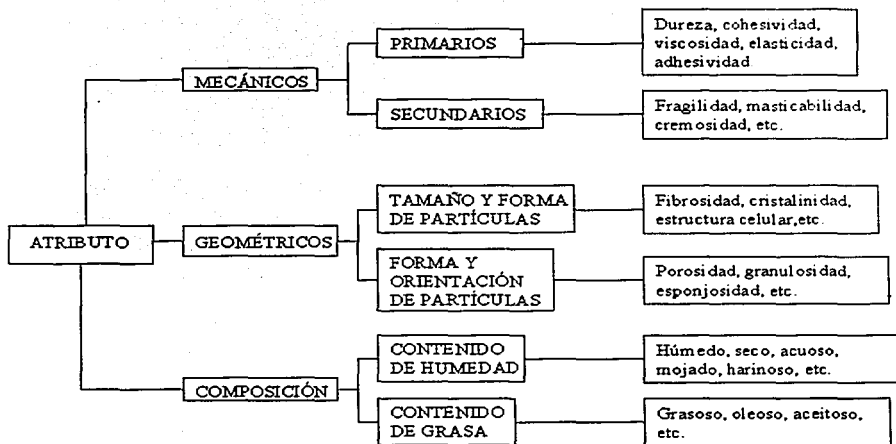 ATRIBUTO
MECÁNICOS
PRIMARIOS
Dureza, cohesividad,
viscosidad, elasticidad,
adhesividad
SECUNDARIOS
Fragilidad, masticabilidad,
cremosidad, etc.
GEOMÉTRICOS
TAMAÑO Y FORMA
DE PARTÍCULAS
Fibrosidad, cristalinidad,
estructura celular,etc.
FORMA Y
ORIENTACIÓN
DE PARTÍCULAS
Porosidad, granulosidad,
esponjosidad, etc.
COMPOSICIÓN
CONTENIDO
DE HUMEDAD
Húmedo, seco, acuoso,
mojado, harinoso, etc.
CONTENIDO
DE GRASA
Grasoso, oleoso, aceitoso,
etc.